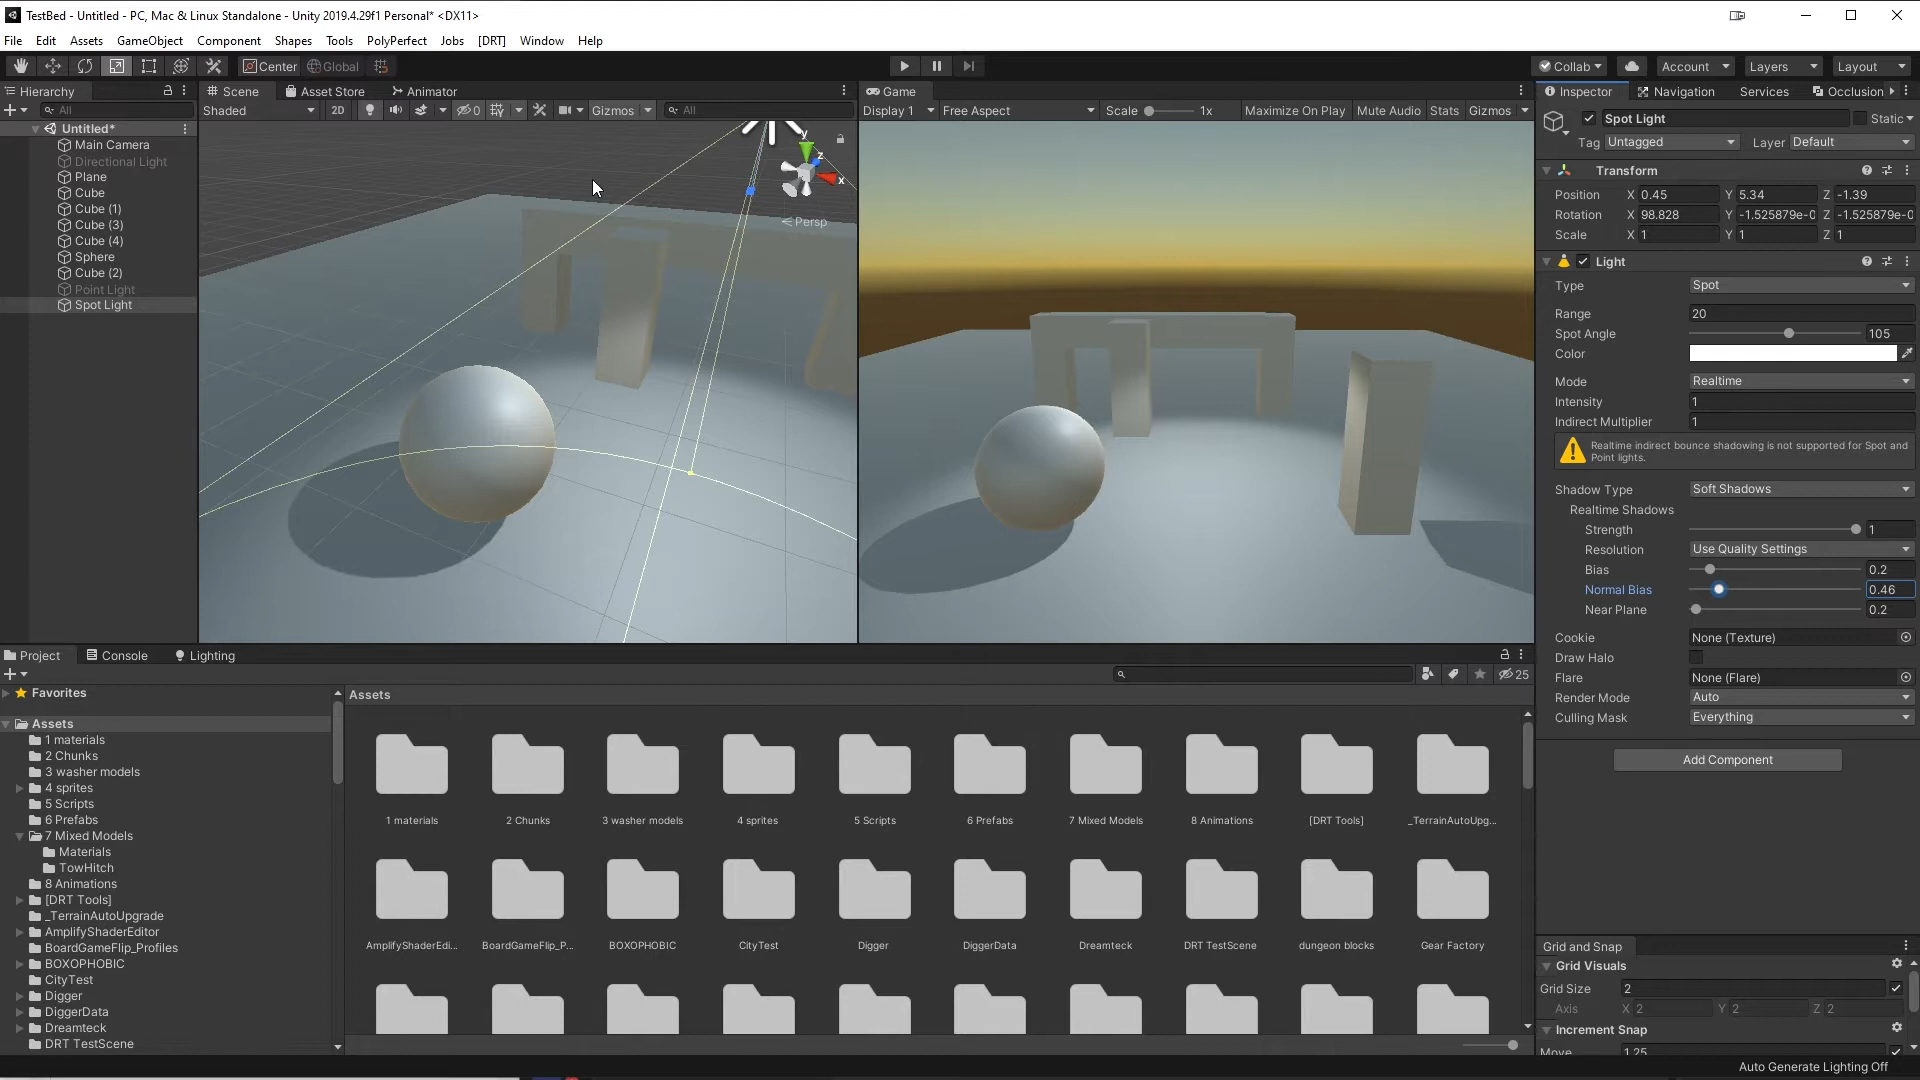 TestBed - Untitled - PC, Mac & Linux Standalone - Unity 2019.4.29f1 Personal* <DX11>
File Edit Assets GameObject Component Shapes Tools PolyPerfect Jobs [DRT] Window Help
Center Global Collab Account Layers Layout
Hierarchy
All
Untitled*
Main Camera
Directional Light
Plane
Cube
Cube (1)
Cube (3)
Cube (4)
Sphere
Cube (2)
Point Light
Spot Light
Scene Asset Store Animator
Shaded 2D 0 Gizmos All
y
z
x
Persp
Game
Display 1 Free Aspect Scale 1x Maximize On Play Mute Audio Stats Gizmos
Inspector Navigation Services Occlusion
Spot Light Static
Tag Untagged Layer Default
Transform
Position X 0.45 Y 5.34 Z -1.39
Rotation X 98.828 Y -1.525879e-0 Z -1.525879e-0
Scale X 1 Y 1 Z 1
Light
Type Spot
Range 20
Spot Angle 105
Color
Mode Realtime
Intensity 1
Indirect Multiplier 1
Realtime indirect bounce shadowing is not supported for Spot and
Point lights.
Shadow Type Soft Shadows
Realtime Shadows
Strength 1
Resolution Use Quality Settings
Bias 0.2
Normal Bias 0.46
Near Plane 0.2
Cookie None (Texture)
Draw Halo
Flare None (Flare)
Render Mode Auto
Culling Mask Everything
Add Component
Project Console Lighting
25
Favorites
Assets
1 materials
2 Chunks
3 washer models
4 sprites
5 Scripts
6 Prefabs
7 Mixed Models
Materials
TowHitch
8 Animations
[DRT Tools]
_TerrainAutoUpgrade
AmplifyShaderEditor
BoardGameFlip_Profiles
BOXOPHOBIC
CityTest
Digger
DiggerData
Dreamteck
DRT TestScene
Assets
1 materials 2 Chunks 3 washer models 4 sprites 5 Scripts 6 Prefabs 7 Mixed Models 8 Animations [DRT Tools] _TerrainAutoUpg...
AmplifyShaderEdi... BoardGameFlip_P... BOXOPHOBIC CityTest Digger DiggerData Dreamteck DRT TestScene dungeon blocks Gear Factory
Grid and Snap
Grid Visuals
Grid Size 2
Axis X 2 Y 2 Z 2
Increment Snap
Move 1.25
Auto Generate Lighting Off